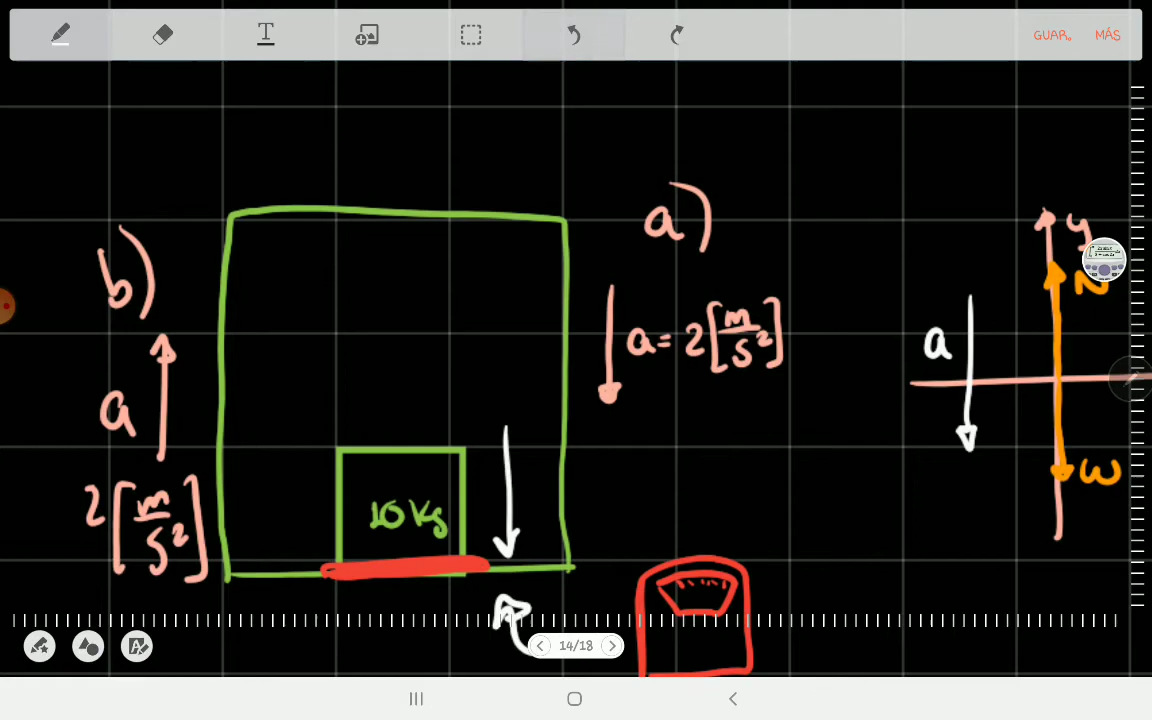 T
GUAR.
MÁS
b)
a
2[m/s²]
10 Kg
a)
a = 2[m/s²]
a
y
N
W
14/18